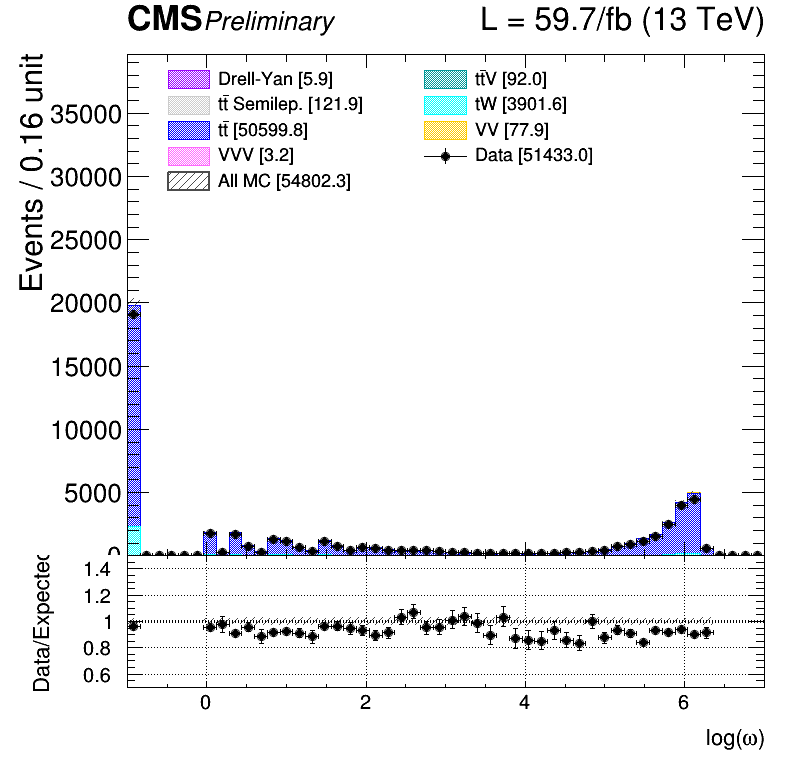 CMS Preliminary L = 59.7/fb (13 TeV)
Events / 0.16 unit
Drell-Yan [5.9]
tt̄ Semilep. [121.9]
tt̄ [50599.8]
VVV [3.2]
All MC [54802.3]
tt̄V [92.0]
tW [3901.6]
VV [77.9]
Data [51433.0]
35000
30000
25000
20000
15000
10000
5000
0
Data/Expected
1.4
1.2
1
0.8
0.6
0 2 4 6
log(ω)